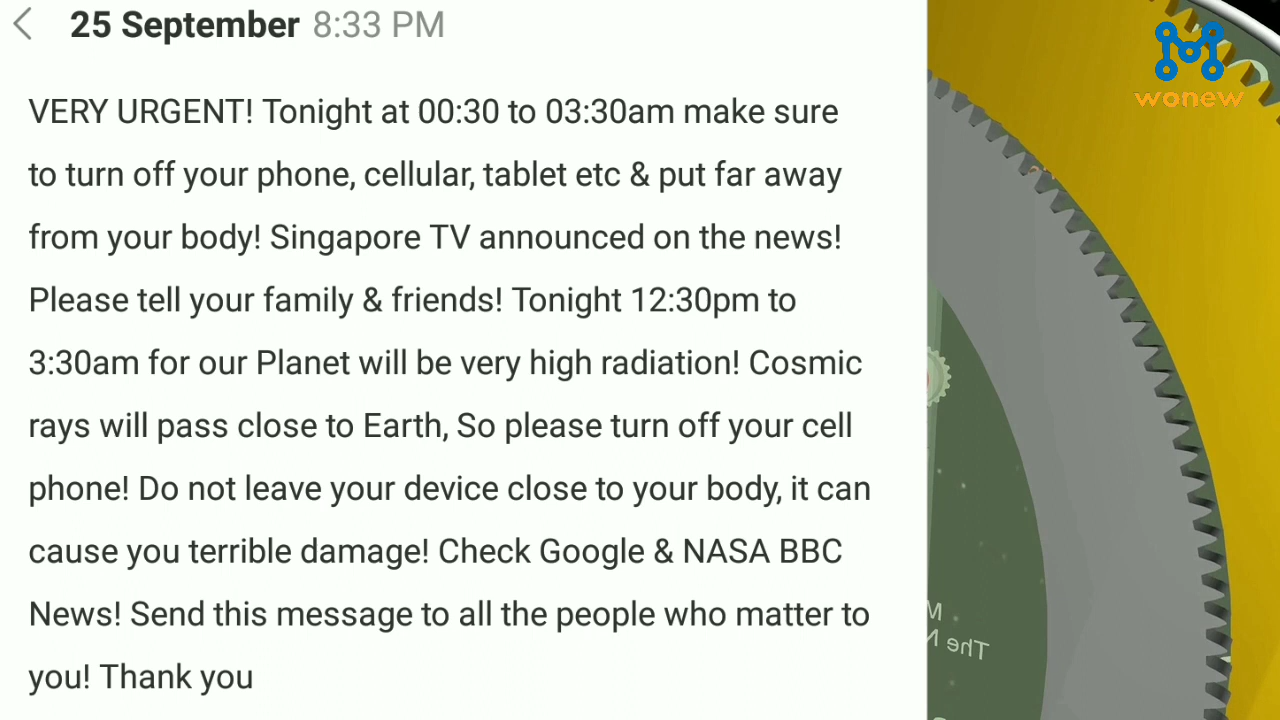 25 September 8:33 PM
wonew
VERY URGENT! Tonight at 00:30 to 03:30am make sure
to turn off your phone, cellular, tablet etc & put far away
from your body! Singapore TV announced on the news!
Please tell your family & friends! Tonight 12:30pm to
3:30am for our Planet will be very high radiation! Cosmic
rays will pass close to Earth, So please turn off your cell
phone! Do not leave your device close to your body, it can
cause you terrible damage! Check Google & NASA BBC
News! Send this message to all the people who matter to
you! Thank you
M
The N